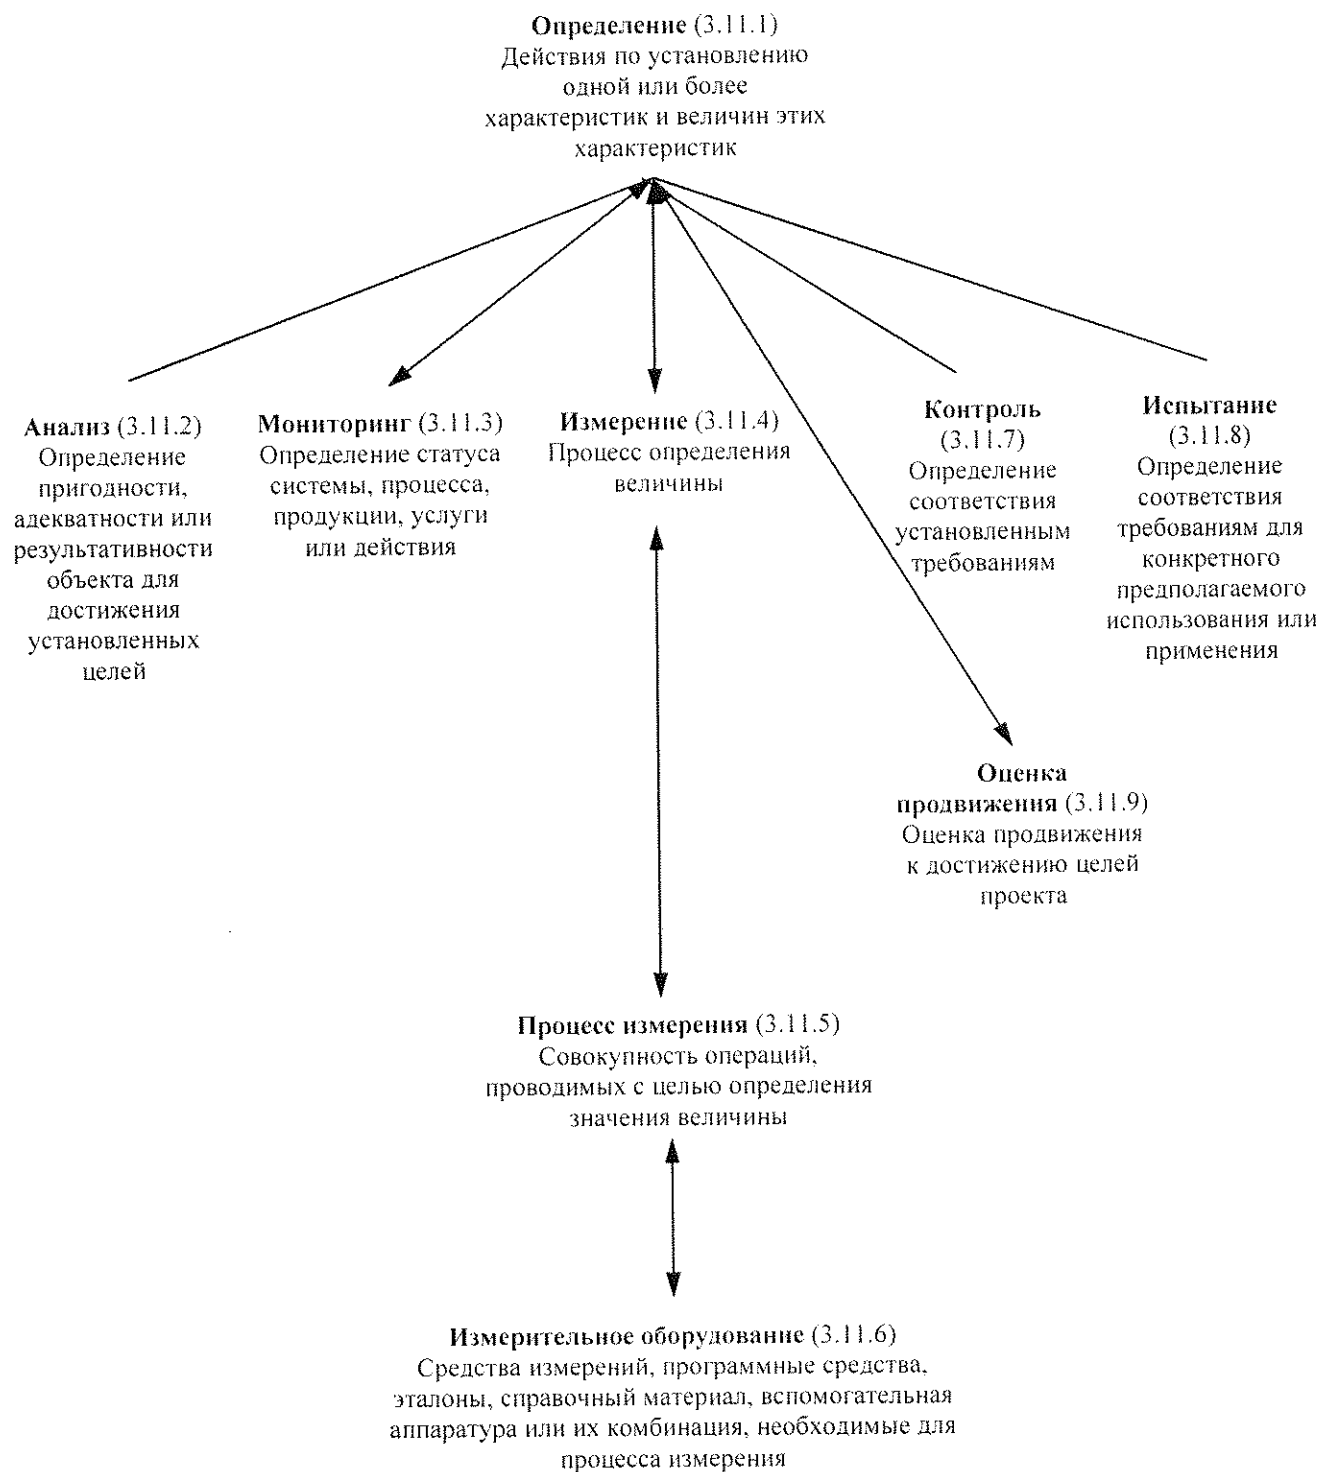 Определение (3.11.1)
Действия по установлению
одной или более
характеристик и величин этих
характеристик
Анализ (3.11.2)
Определение
пригодности,
адекватности или
результативности
объекта для
достижения
установленных
целей
Мониторинг (3.11.3)
Определение статуса
системы, процесса,
продукции, услуги
или действия
Измерение (3.11.4)
Процесс определения
величины
Контроль
(3.11.7)
Определение
соответствия
установленным
требованиям
Испытание
(3.11.8)
Определение
соответствия
требованиям для
конкретного
предполагаемого
использования или
применения
Оценка
продвижения (3.11.9)
Оценка продвижения
к достижению целей
проекта
Процесс измерения (3.11.5)
Совокупность операций,
проводимых с целью определения
значения величины
Измерительное оборудование (3.11.6)
Средства измерений, программные средства,
эталоны, справочный материал, вспомогательная
аппаратура или их комбинация, необходимые для
процесса измерения